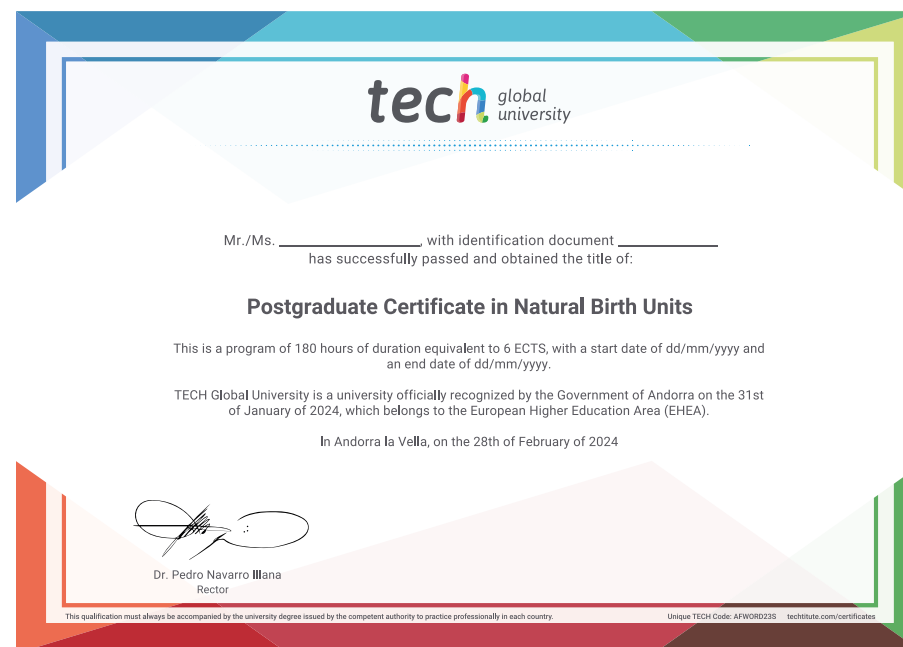 tech global
university
Mr./Ms. ____________, with identification document ____________
has successfully passed and obtained the title of:
Postgraduate Certificate in Natural Birth Units
This is a program of 180 hours of duration equivalent to 6 ECTS, with a start date of dd/mm/yyyy and
an end date of dd/mm/yyyy.
TECH Global University is a university officially recognized by the Government of Andorra on the 31st
of January of 2024, which belongs to the European Higher Education Area (EHEA).
In Andorra la Vella, on the 28th of February of 2024
Dr. Pedro Navarro Illana
Rector
This qualification must always be accompanied by the university degree issued by the competent authority to practice professionally in each country.
Unique TECH Code: AFWORD23S techtitute.com/certificates